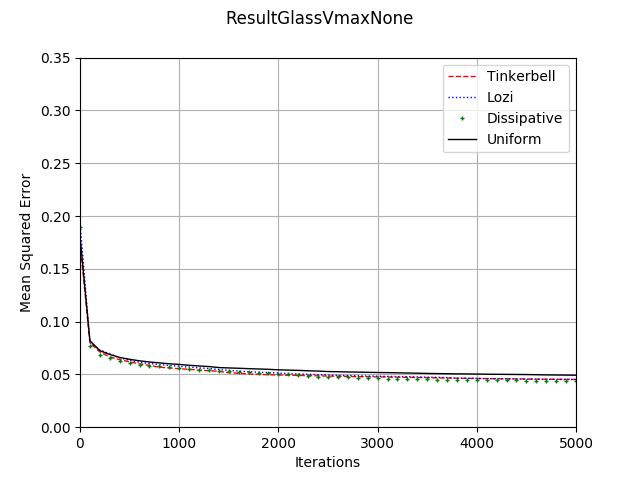 ResultGlassVmaxNone
0.35
0.30
0.25
0.20
0.15
0.10
0.05
0.00
Mean Squared Error
Tinkerbell
Lozi
Dissipative
Uniform
0
1000
2000
3000
4000
5000
Iterations